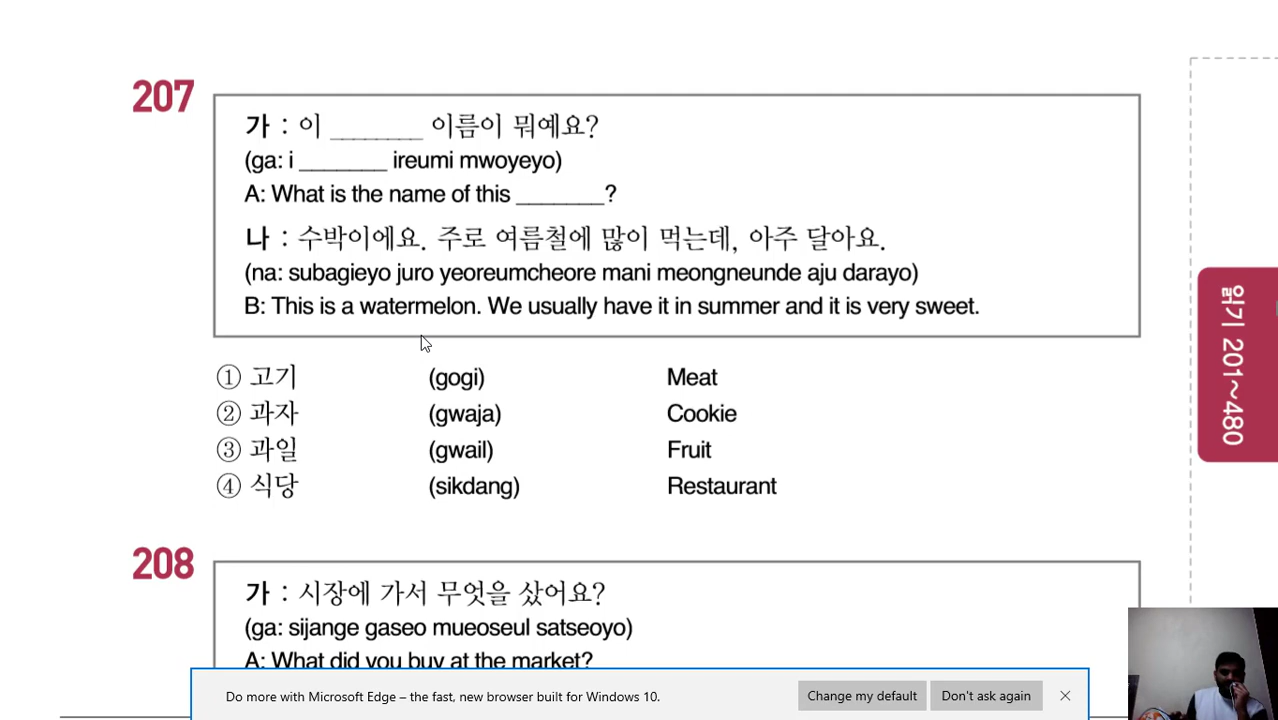 207
가 : 이 ________ 이름이 뭐예요?
(ga: i _______ ireumi mwoyeyo)
A: What is the name of this _______?
나 : 수박이에요. 주로 여름철에 많이 먹는데, 아주 달아요.
(na: subagieyo juro yeoreumcheore mani meongneunde aju darayo)
B: This is a watermelon. We usually have it in summer and it is very sweet.
① 고기 (gogi) Meat
② 과자 (gwaja) Cookie
③ 과일 (gwail) Fruit
④ 식당 (sikdang) Restaurant
읽기 201~480
208
가 : 시장에 가서 무엇을 샀어요?
(ga: sijange gaseo mueoseul satseoyo)
A: What did you buy at the market?
Do more with Microsoft Edge – the fast, new browser built for Windows 10.
Change my default
Don't ask again